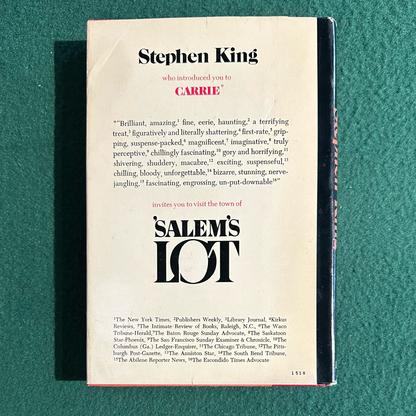 Stephen King
who introduced you to
CARRIE*
*"Brilliant, amazing,¹ fine, eerie, haunting,² a terrifying
treat,³ figuratively and literally shattering,⁴ first-rate,⁵ grip-
ping, suspense-packed,⁶ magnificent,⁷ imaginative,⁸ truly
perceptive,⁹ chillingly fascinating,¹⁰ gory and horrifying,¹¹
shivering, shuddery, macabre,¹² exciting, suspenseful,¹³
chilling, bloody, unforgettable,¹⁴ bizarre, stunning, nerve-
jangling,¹⁵ fascinating, engrossing, un-put-downable¹⁶"
invites you to visit the town of
'SALEM'S
LOT
¹The New York Times, ²Publishers Weekly, ³Library Journal, ⁴Kirkus
Reviews, ⁵The Intimate Review of Books, Raleigh, N.C., ⁶The Waco
Tribune-Herald,⁷The Baton Rouge Sunday Advocate, ⁸The Saskatoon
Star-Phoenix, ⁹The San Francisco Sunday Examiner & Chronicle, ¹⁰The
Columbus (Ga.) Ledger-Enquirer, ¹¹The Chicago Tribune, ¹²The Pitts-
burgh Post-Gazette, ¹³The Anniston Star, ¹⁴The South Bend Tribune,
¹⁵The Abilene Reporter News, ¹⁶The Escondido Times Advocate
1518